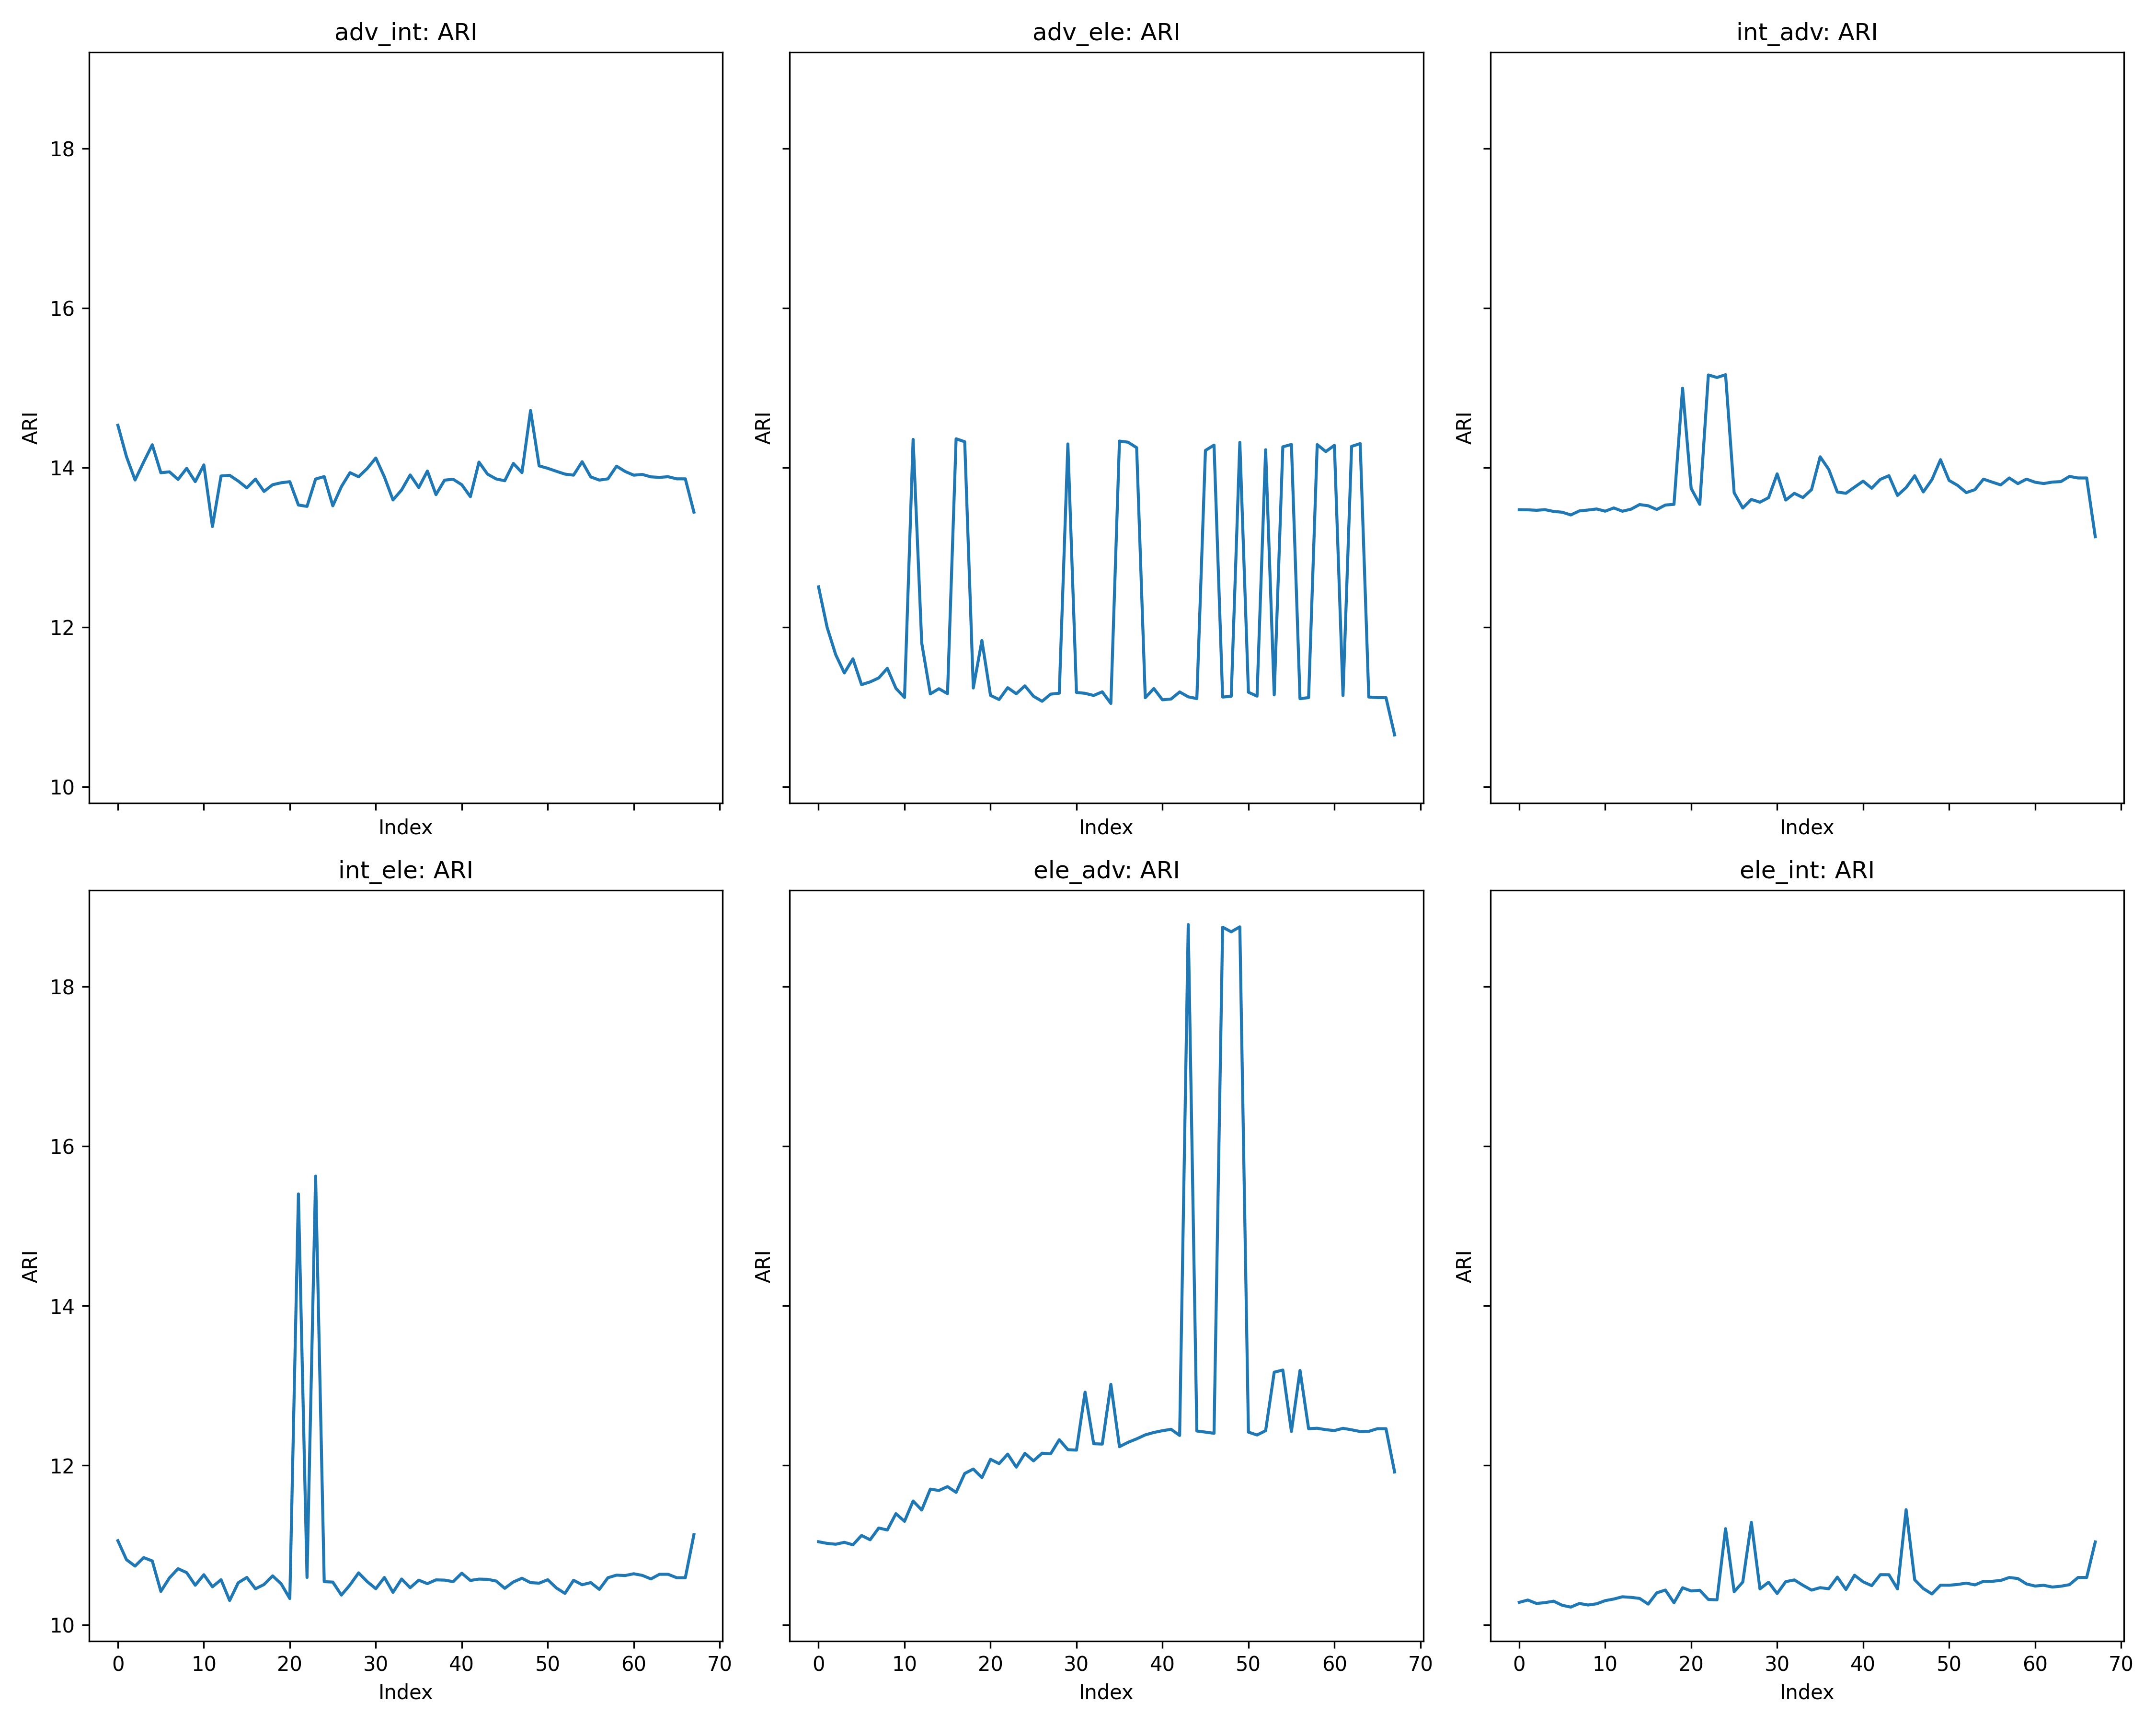 adv_int: ARI
adv_ele: ARI
int_adv: ARI
18
16
14
12
10
ARI
ARI
ARI
Index
Index
Index
int_ele: ARI
ele_adv: ARI
ele_int: ARI
18
16
14
12
10
ARI
ARI
ARI
0 10 20 30 40 50 60 70
0 10 20 30 40 50 60 70
0 10 20 30 40 50 60 70
Index
Index
Index